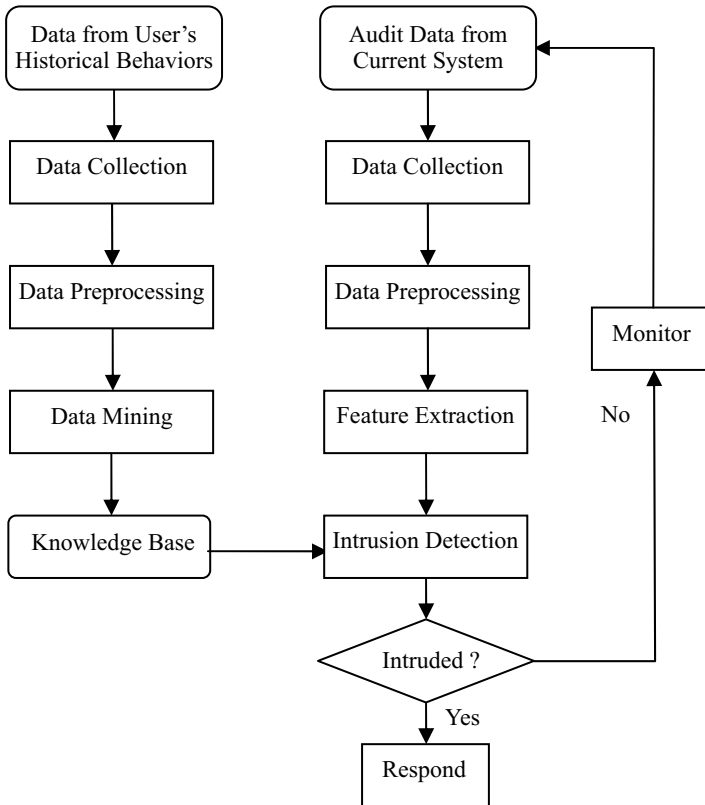 Data from User’s
Historical Behaviors
Audit Data from
Current System
Data Collection
Data Collection
Data Preprocessing
Data Preprocessing
Monitor
Data Mining
Feature Extraction
No
Knowledge Base
Intrusion Detection
Intruded ?
Yes
Respond